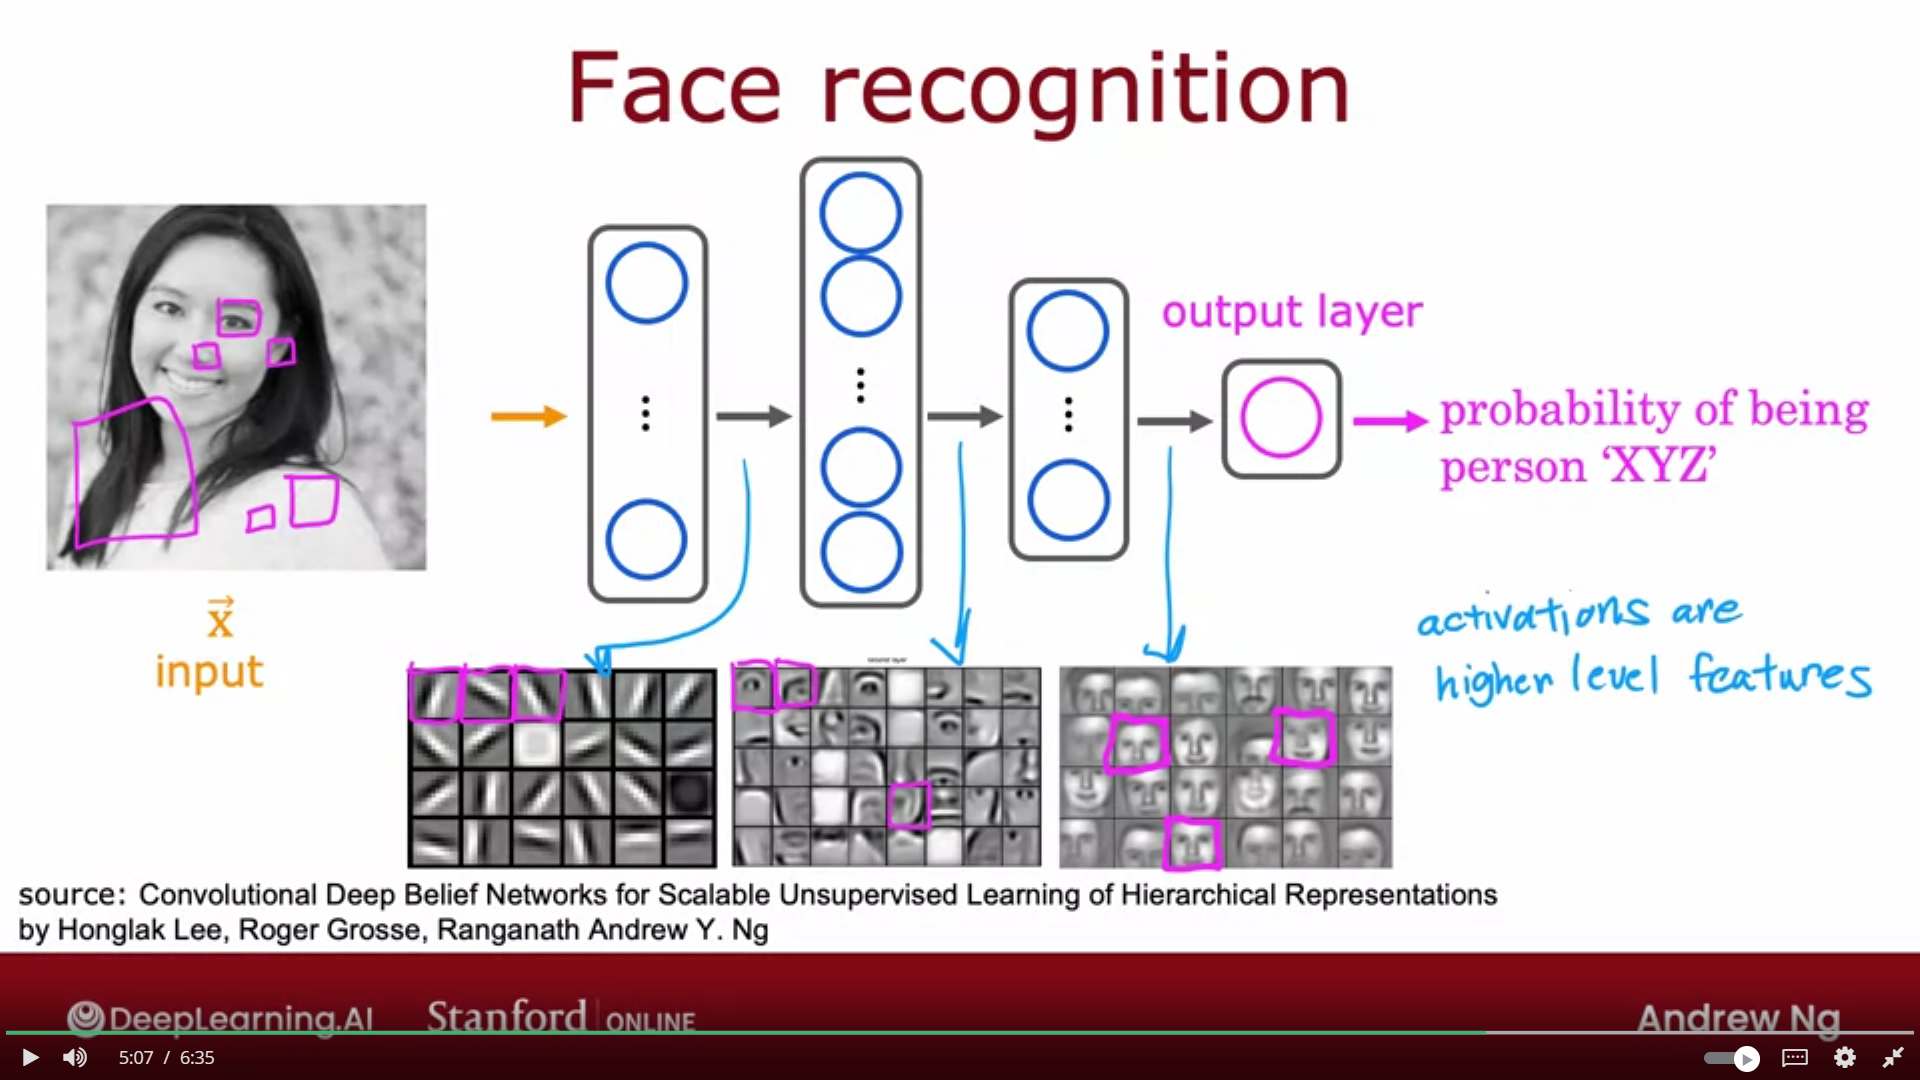 Face recognition
output layer
probability of being
person ‘XYZ’
x
input
activations are
higher level features
second layer
source: Convolutional Deep Belief Networks for Scalable Unsupervised Learning of Hierarchical Representations
by Honglak Lee, Roger Grosse, Ranganath Andrew Y. Ng
DeepLearning.AI
Stanford | ONLINE
Andrew Ng
5:07 / 6:35